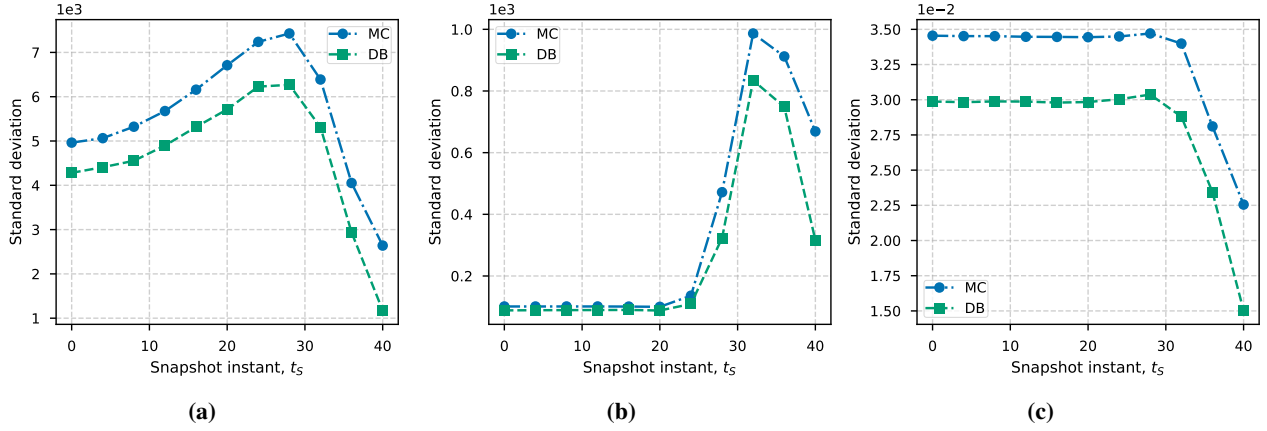 1e3
7
6
5
4
3
2
1
Standard deviation
MC
DB
0 10 20 30 40
Snapshot instant, t_S
(a)
1e3
1.0
0.8
0.6
0.4
0.2
Standard deviation
MC
DB
0 10 20 30 40
Snapshot instant, t_S
(b)
1e−2
3.50
3.25
3.00
2.75
2.50
2.25
2.00
1.75
1.50
Standard deviation
MC
DB
0 10 20 30 40
Snapshot instant, t_S
(c)